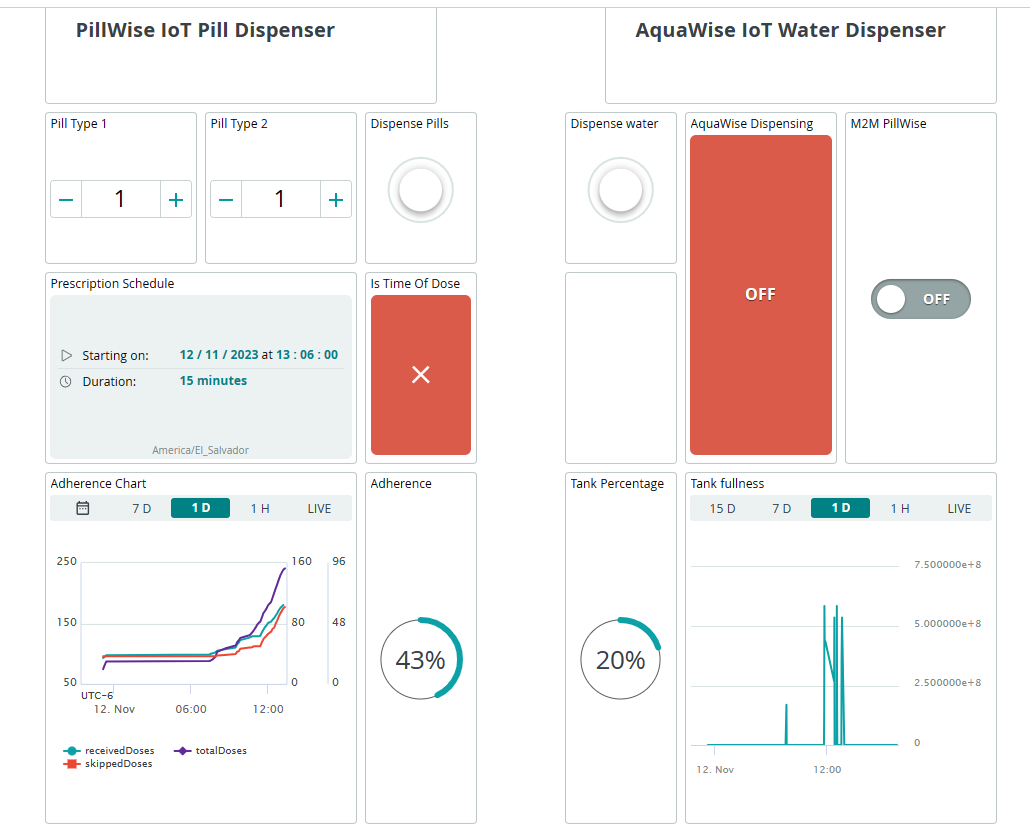 PillWise IoT Pill Dispenser
AquaWise IoT Water Dispenser
Pill Type 1
Pill Type 2
Dispense Pills
Dispense water
AquaWise Dispensing
M2M PillWise
1
1
OFF
OFF
Prescription Schedule
Starting on: 12 / 11 / 2023 at 13 : 06 : 00
Duration: 15 minutes
America/El_Salvador
Is Time Of Dose
Adherence Chart
7 D 1 D 1 H LIVE
250 160 96
150 80 48
50 0 0
UTC-6
12. Nov 06:00 12:00
receivedDoses totalDoses
skippedDoses
Adherence
43%
Tank Percentage
20%
Tank fullness
15 D 7 D 1 D 1 H LIVE
7.500000e+8
5.000000e+8
2.500000e+8
0
12. Nov 12:00